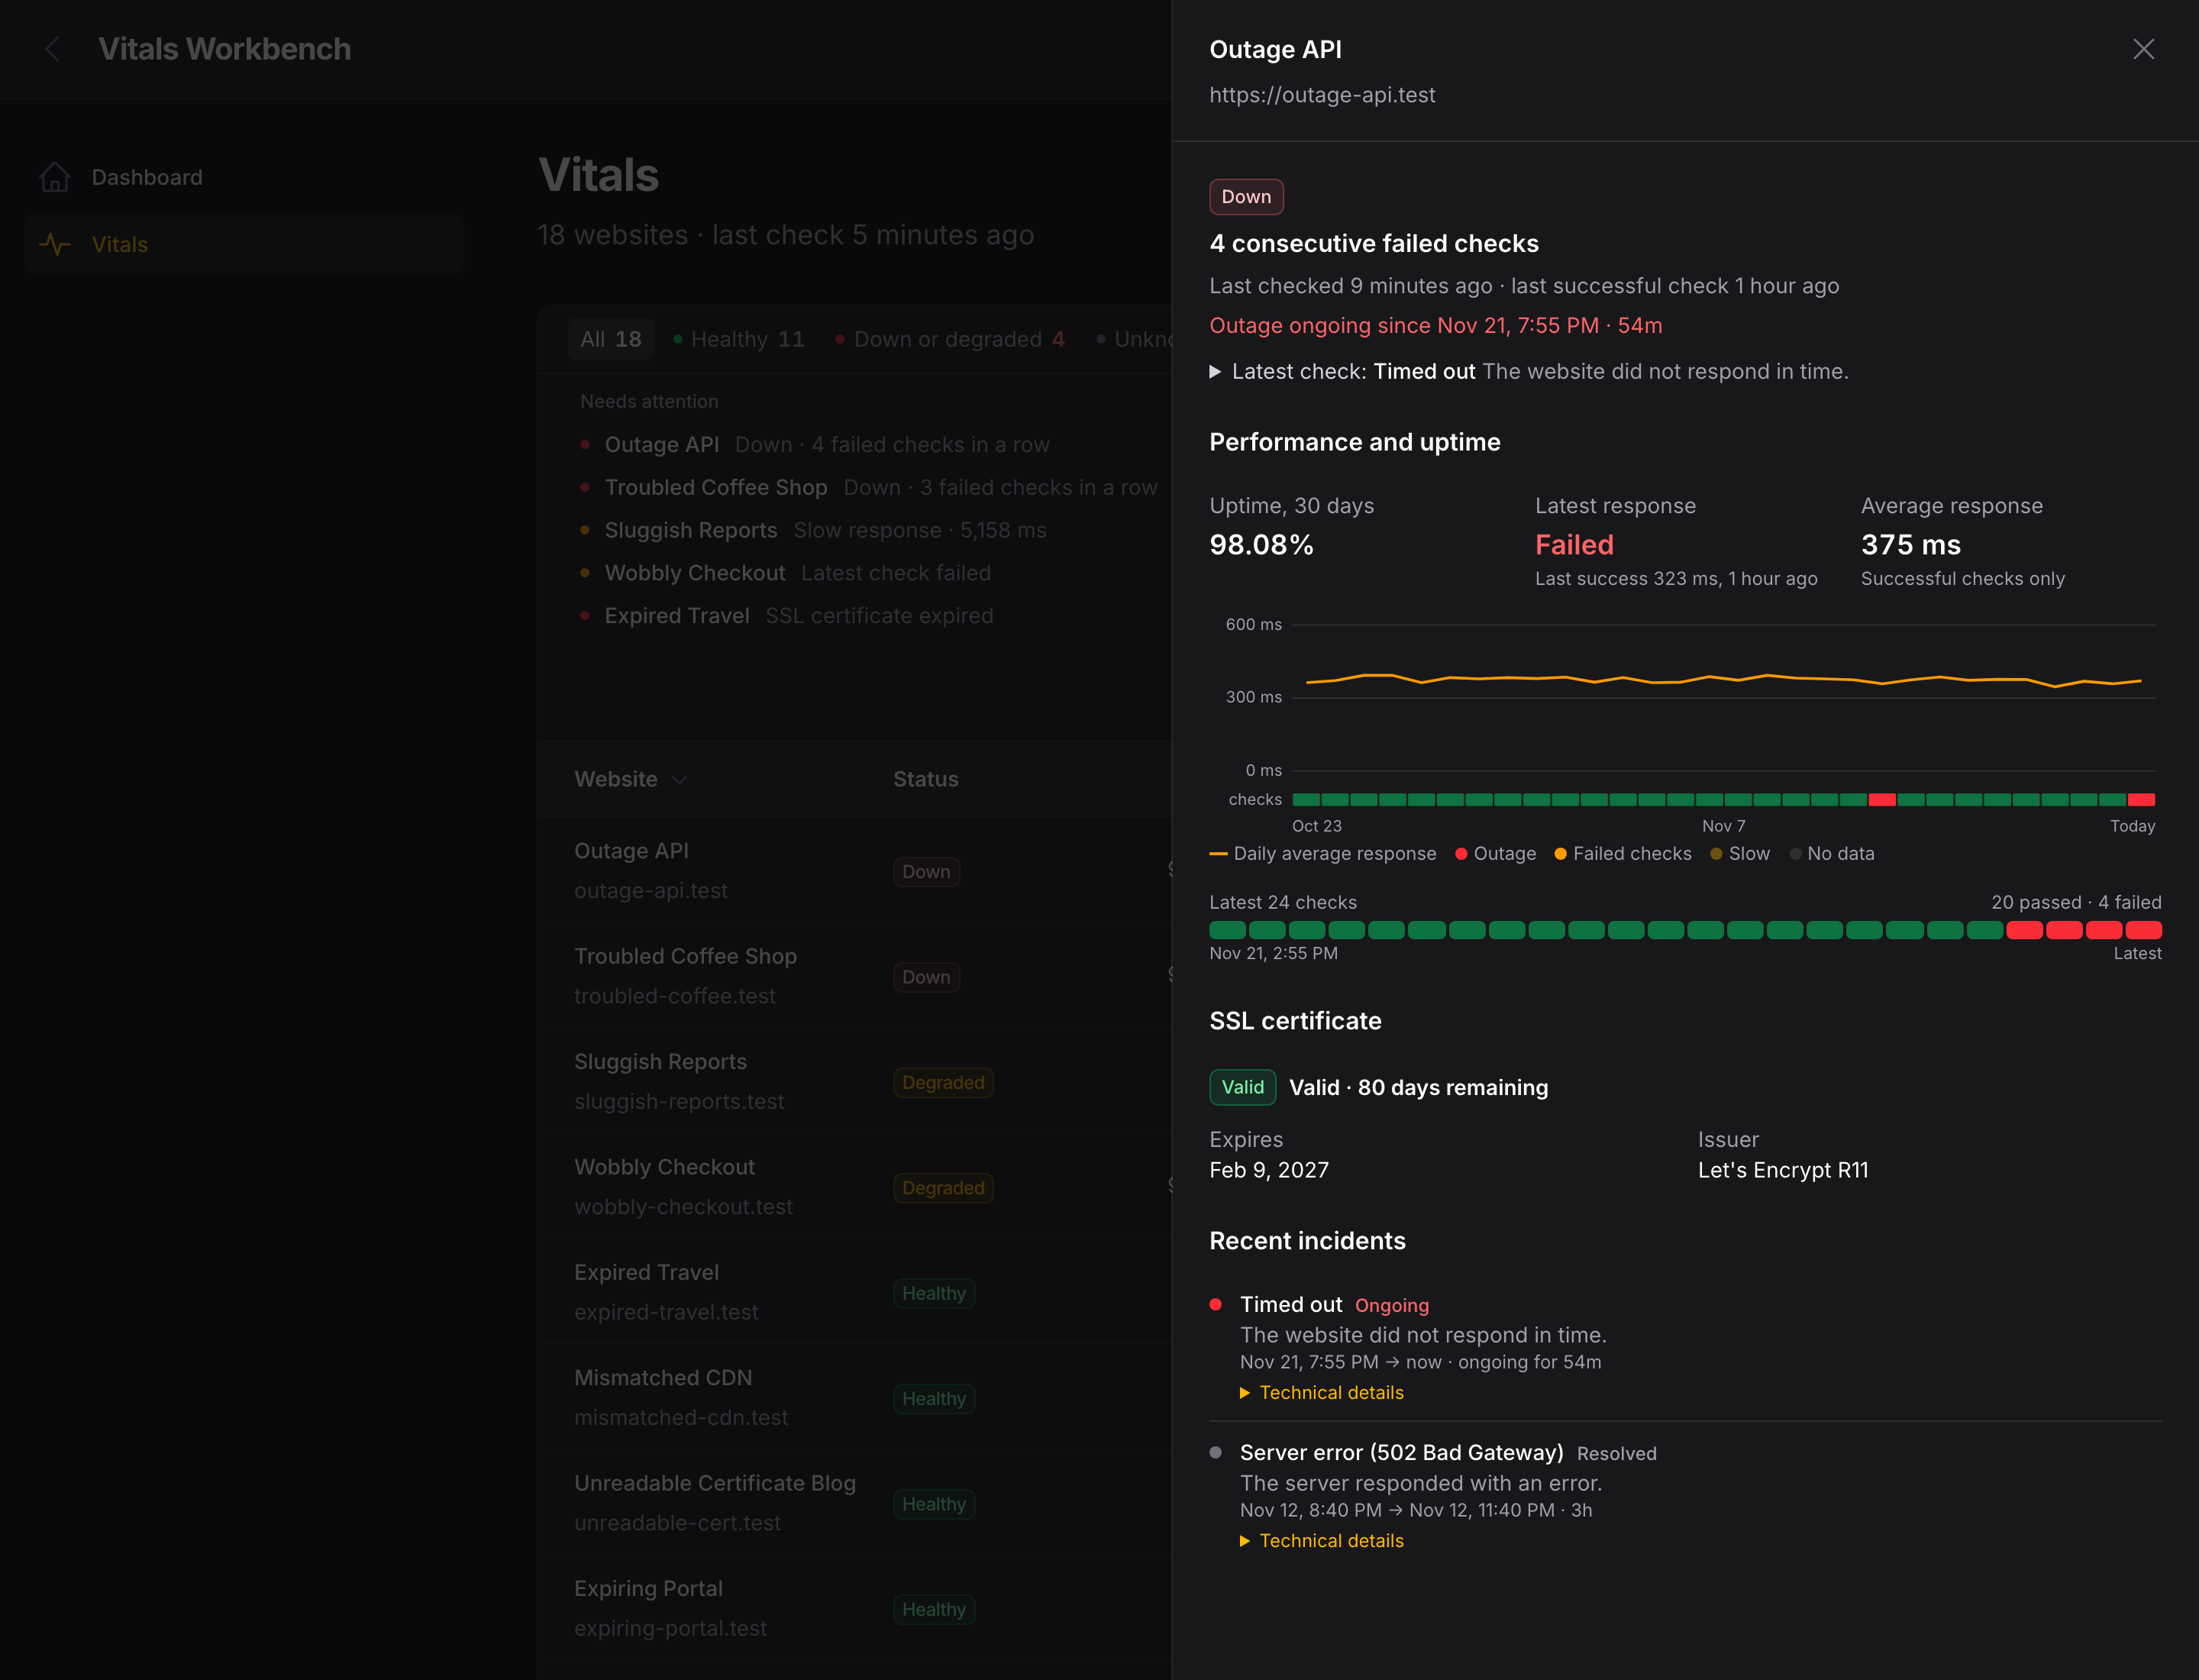 Vitals Workbench
Dashboard
Vitals
Vitals
18 websites · last check 5 minutes ago
All 18 Healthy 11 Down or degraded 4
Needs attention
Outage API Down · 4 failed checks in a row
Troubled Coffee Shop Down · 3 failed checks in a row
Sluggish Reports Slow response · 5,158 ms
Wobbly Checkout Latest check failed
Expired Travel SSL certificate expired
Website Status
Outage API
outage-api.test
Down
Troubled Coffee Shop
troubled-coffee.test
Down
Sluggish Reports
sluggish-reports.test
Degraded
Wobbly Checkout
wobbly-checkout.test
Degraded
Expired Travel
expired-travel.test
Healthy
Mismatched CDN
mismatched-cdn.test
Healthy
Unreadable Certificate Blog
unreadable-cert.test
Healthy
Expiring Portal
expiring-portal.test
Healthy
Outage API
https://outage-api.test
Down
4 consecutive failed checks
Last checked 9 minutes ago · last successful check 1 hour ago
Outage ongoing since Nov 21, 7:55 PM · 54m
Latest check: Timed out The website did not respond in time.
Performance and uptime
Uptime, 30 days
98.08%
Latest response
Failed
Last success 323 ms, 1 hour ago
Average response
375 ms
Successful checks only
600 ms
300 ms
0 ms
checks
Oct 23 Nov 7 Today
Daily average response Outage Failed checks Slow No data
Latest 24 checks 20 passed · 4 failed
Nov 21, 2:55 PM Latest
SSL certificate
Valid Valid · 80 days remaining
Expires
Feb 9, 2027
Issuer
Let's Encrypt R11
Recent incidents
Timed out Ongoing
The website did not respond in time.
Nov 21, 7:55 PM → now · ongoing for 54m
Technical details
Server error (502 Bad Gateway) Resolved
The server responded with an error.
Nov 12, 8:40 PM → Nov 12, 11:40 PM · 3h
Technical details